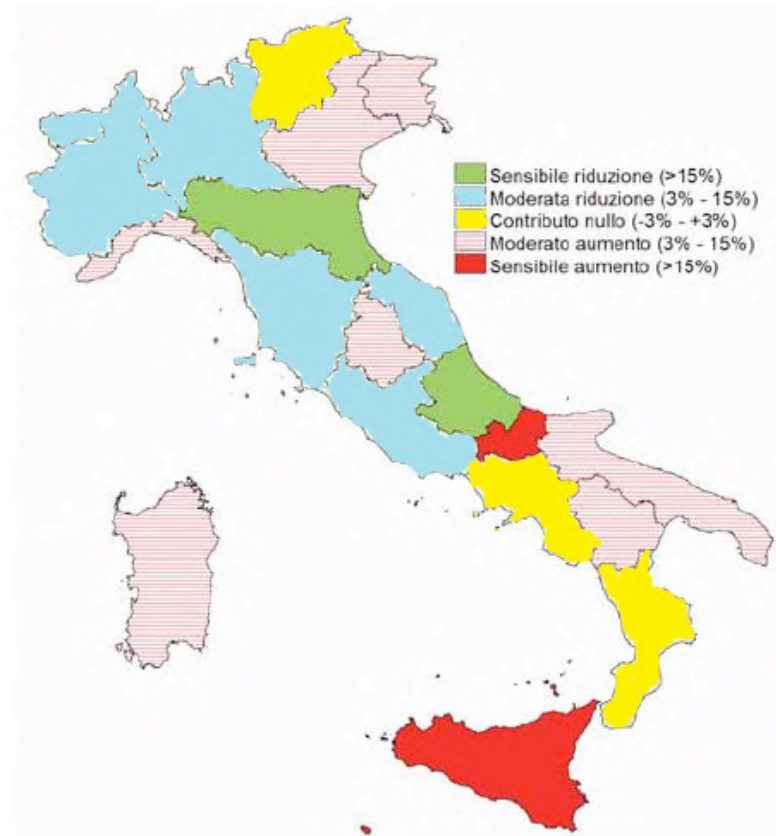 Sensibile riduzione (>15%)
Moderata riduzione (3% - 15%)
Contributo nullo (-3% - +3%)
Moderato aumento (3% - 15%)
Sensibile aumento (>15%)